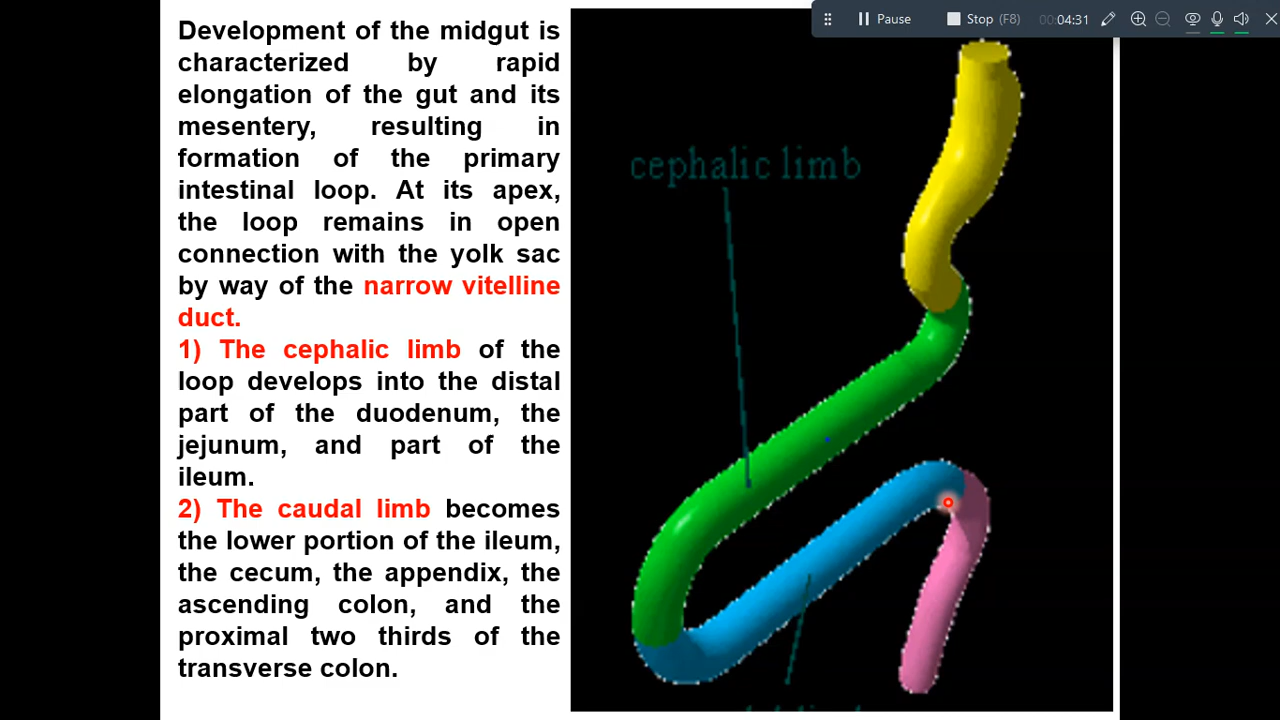 Pause Stop (F8) 00:04:31
Development of the midgut is
characterized by rapid
elongation of the gut and its
mesentery, resulting in
formation of the primary
intestinal loop. At its apex,
the loop remains in open
connection with the yolk sac
by way of the narrow vitelline
duct.
1) The cephalic limb of the
loop develops into the distal
part of the duodenum, the
jejunum, and part of the
ileum.
2) The caudal limb becomes
the lower portion of the ileum,
the cecum, the appendix, the
ascending colon, and the
proximal two thirds of the
transverse colon.
cephalic limb